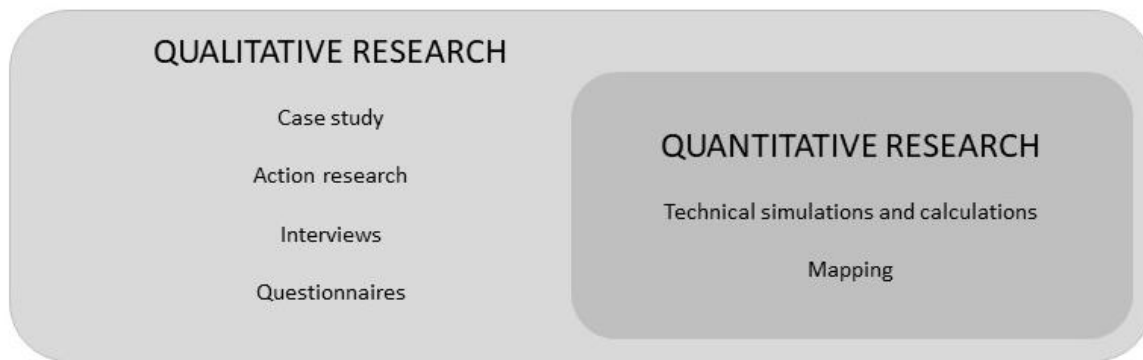 QUALITATIVE RESEARCH
Case study
Action research
Interviews
Questionnaires
QUANTITATIVE RESEARCH
Technical simulations and calculations
Mapping